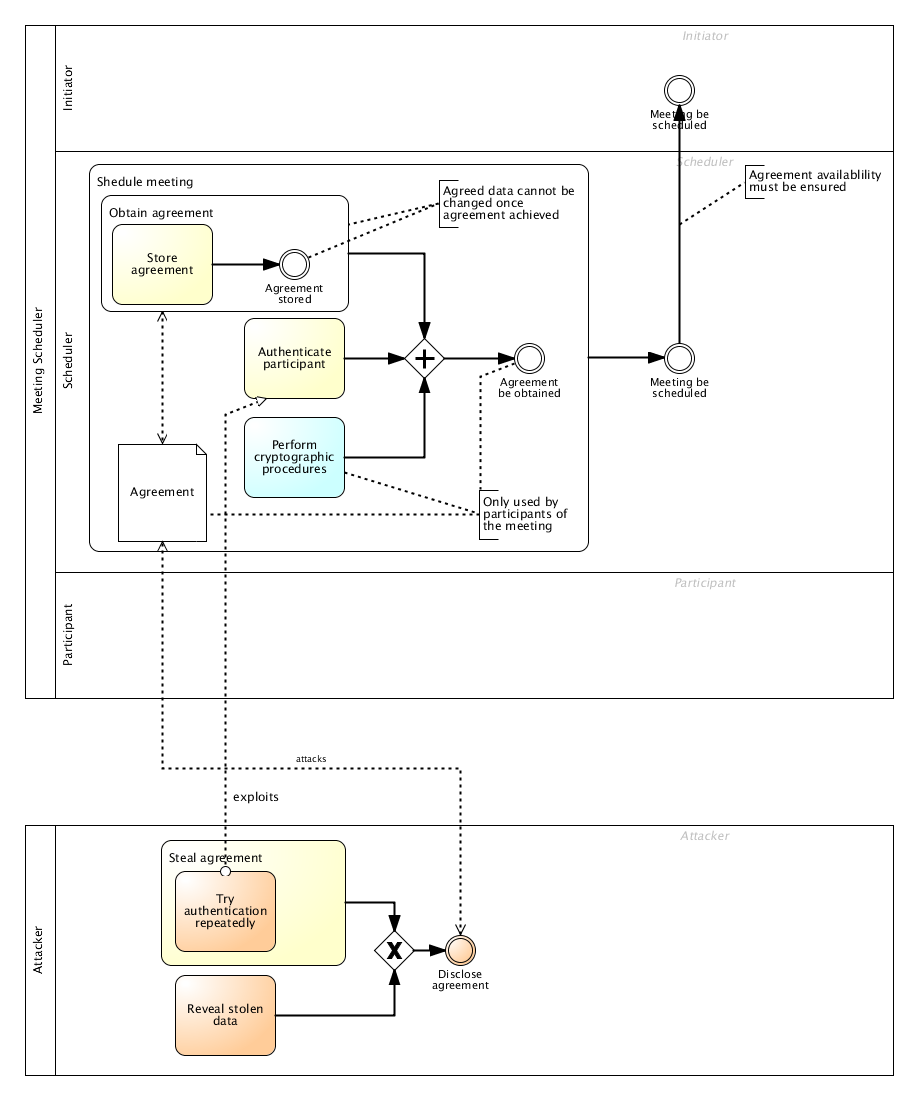 Initiator
Initiator
Meeting be
scheduled
Scheduler
Agreement availablility
must be ensured
Shedule meeting
Agreed data cannot be
changed once
agreement achieved
Obtain agreement
Store
agreement
Agreement
stored
Meeting Scheduler
Scheduler
Authenticate
participant
Agreement
be obtained
Meeting be
scheduled
Perform
cryptographic
procedures
Agreement
Only used by
participants of
the meeting
Participant
Participant
attacks
exploits
Attacker
Attacker
Steal agreement
Try
authentication
repeatedly
Disclose
agreement
Reveal stolen
data